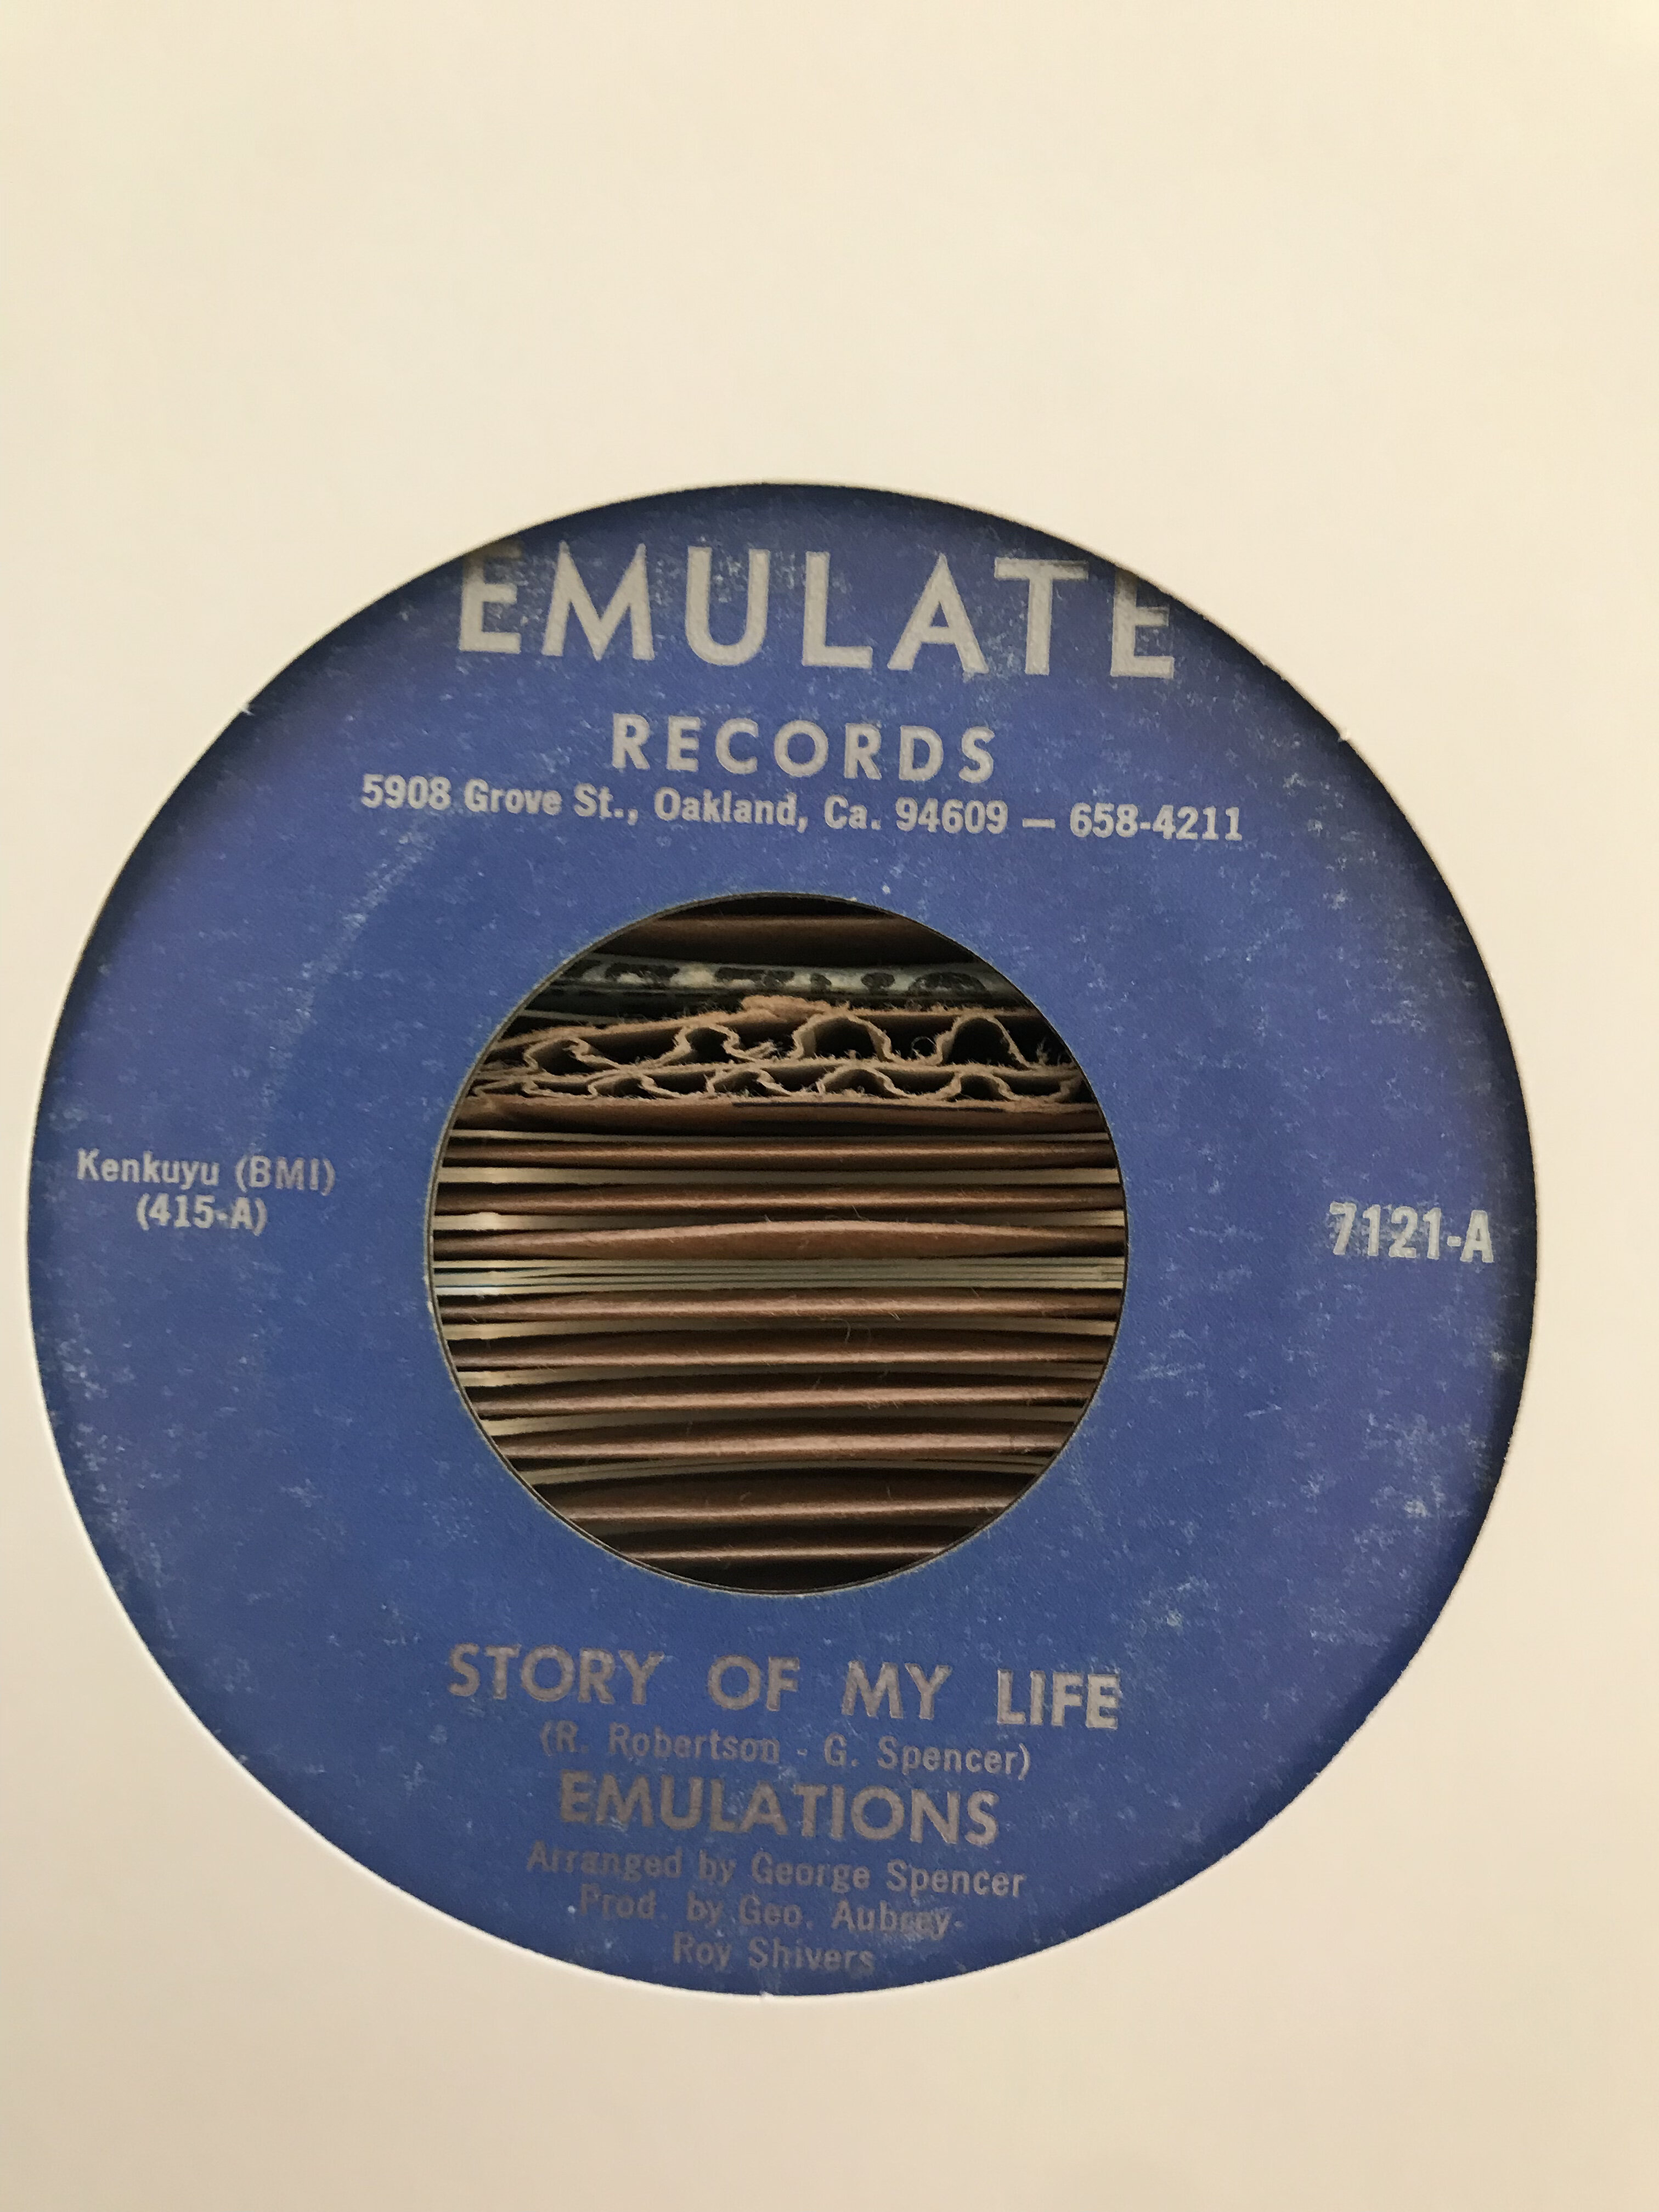 EMULATE
RECORDS
5908 Grove St., Oakland, Ca. 94609 — 658-4211
Kenkuyu (BMI)
(415-A)
7121-A
STORY OF MY LIFE
(R. Robertson - G. Spencer)
EMULATIONS
Arranged by George Spencer
Prod. by Geo. Aubrey-
Roy Shivers